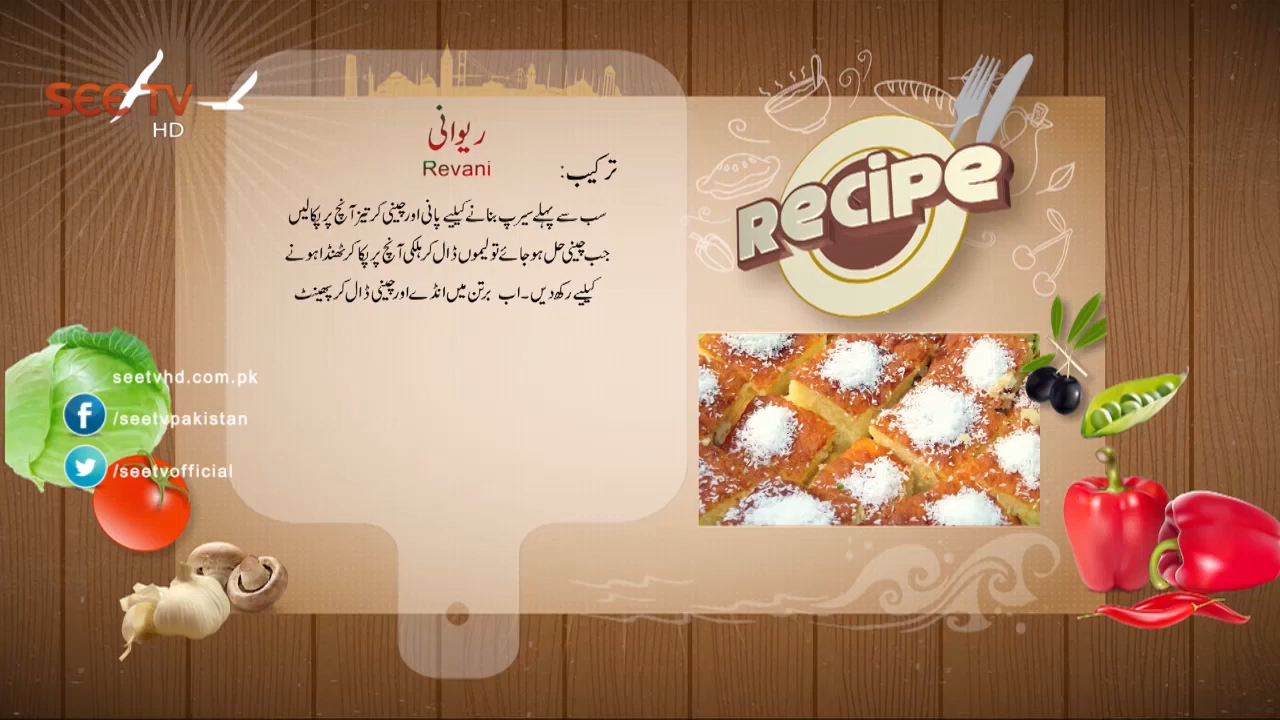 SEE TV
HD
ریوانی
Revani
ترکیب:
سب سے پہلے سیرپ بنانے کیلیے پانی اور چینی کر تیز آنچ پر پکالیں
جب چینی حل ہو جائے تو لیموں ڈال کر ہلکی آنچ پر پکا کر ٹھنڈا ہونے
کیلیے رکھ دیں۔ اب برتن میں انڈے اور چینی ڈال کر پھینٹ
Recipe
seetvhd.com.pk
/seetvpakistan
/seetvofficial